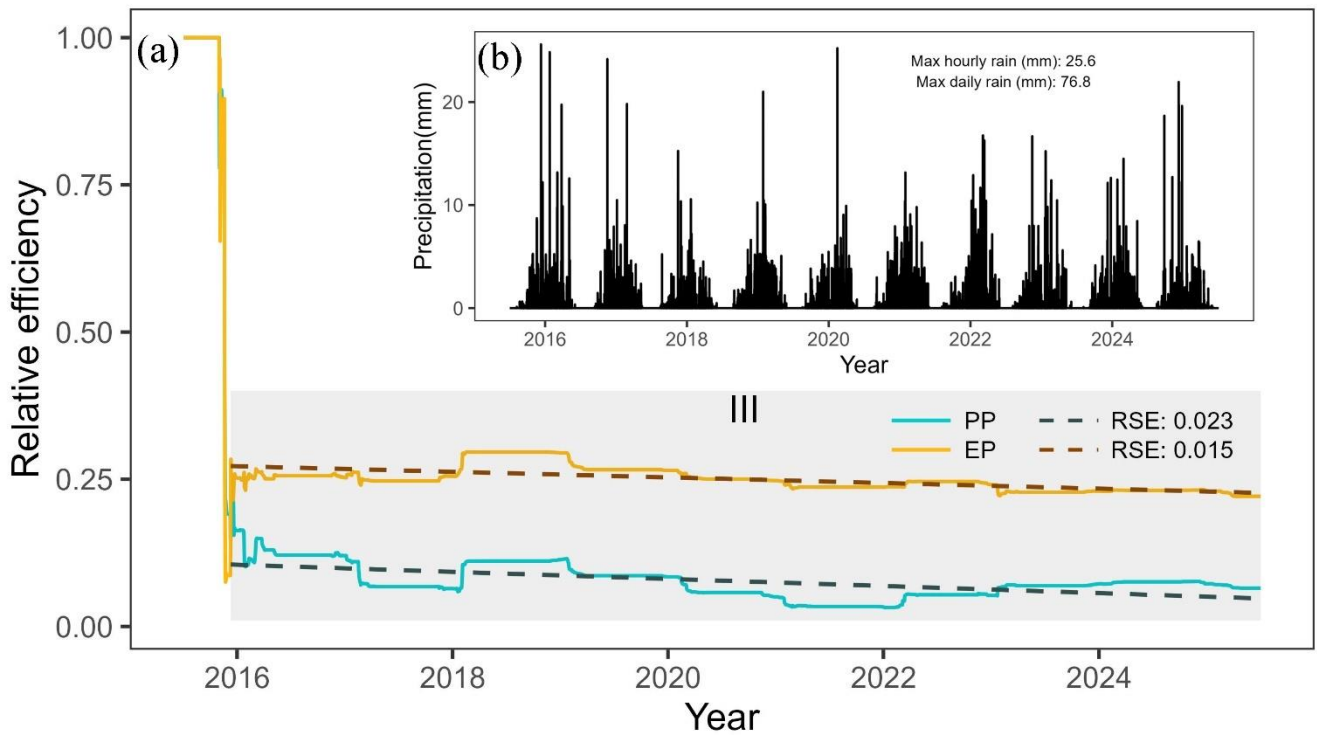 (a)
1.00
0.75
0.50
0.25
0.00
Relative efficiency
2016
2018
2020
2022
2024
Year
III
PP
EP
RSE: 0.023
RSE: 0.015
(b)
Max hourly rain (mm): 25.6
Max daily rain (mm): 76.8
Precipitation(mm)
20
10
0
2016
2018
2020
2022
2024
Year